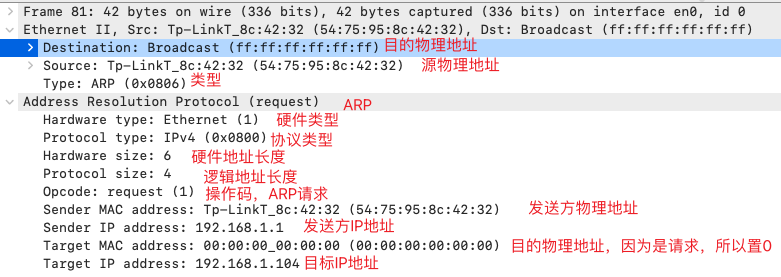 Frame 81: 42 bytes on wire (336 bits), 42 bytes captured (336 bits) on interface en0, id 0
Ethernet II, Src: Tp-LinkT_8c:42:32 (54:75:95:8c:42:32), Dst: Broadcast (ff:ff:ff:ff:ff:ff)
Destination: Broadcast (ff:ff:ff:ff:ff:ff) 目的物理地址
Source: Tp-LinkT_8c:42:32 (54:75:95:8c:42:32) 源物理地址
Type: ARP (0x0806) 类型
Address Resolution Protocol (request) ARP
Hardware type: Ethernet (1) 硬件类型
Protocol type: IPv4 (0x0800) 协议类型
Hardware size: 6 硬件地址长度
Protocol size: 4 逻辑地址长度
Opcode: request (1) 操作码，ARP请求
Sender MAC address: Tp-LinkT_8c:42:32 (54:75:95:8c:42:32) 发送方物理地址
Sender IP address: 192.168.1.1 发送方IP地址
Target MAC address: 00:00:00_00:00:00 (00:00:00:00:00:00) 目的物理地址，因为是请求，所以置0
Target IP address: 192.168.1.104 目标IP地址